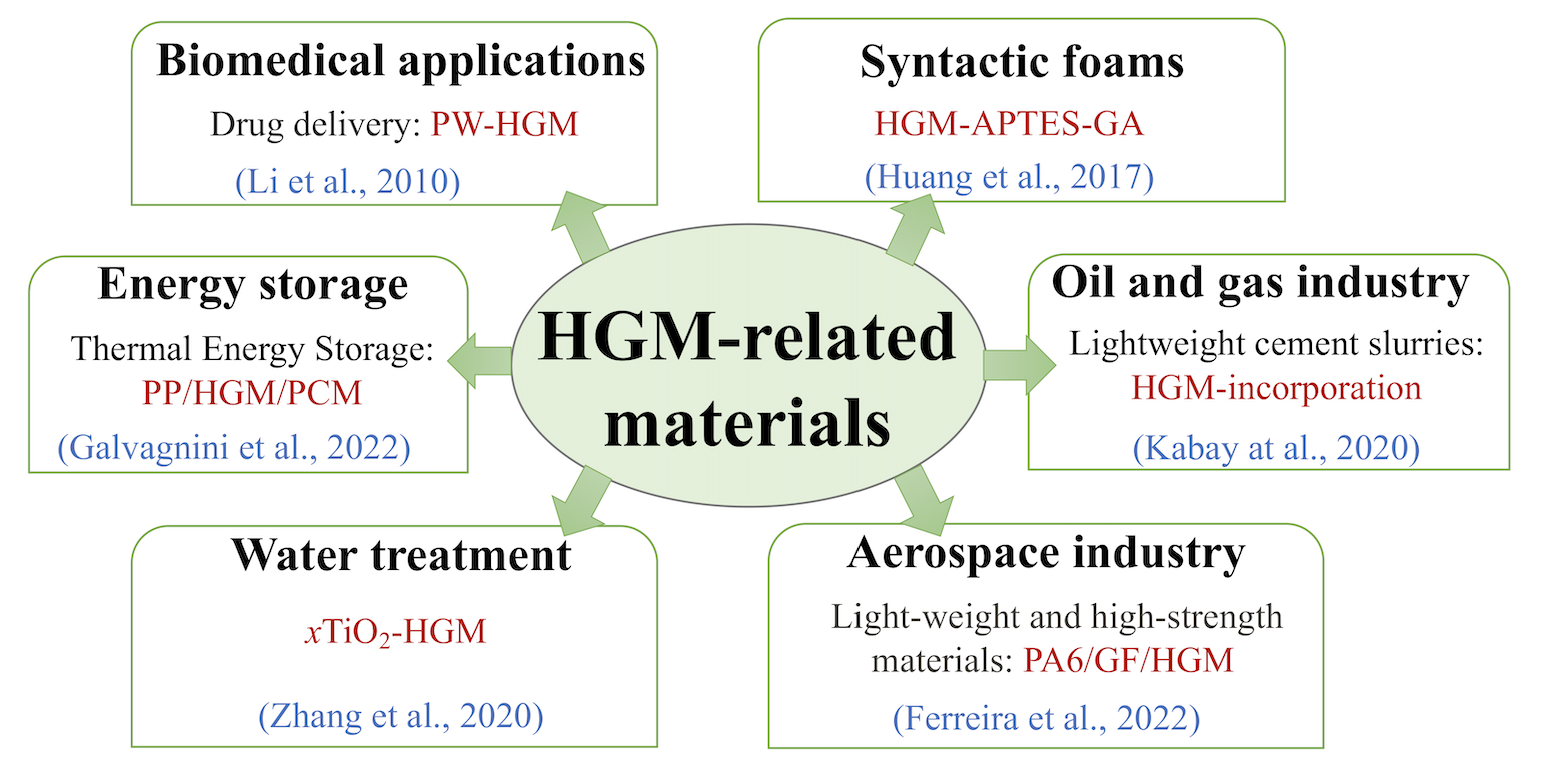 Biomedical applications
Drug delivery: PW-HGM
(Li et al., 2010)
Syntactic foams
HGM-APTES-GA
(Huang et al., 2017)
Energy storage
Thermal Energy Storage:
PP/HGM/PCM
(Galvagnini et al., 2022)
HGM-related
materials
Oil and gas industry
Lightweight cement slurries:
HGM-incorporation
(Kabay at al., 2020)
Water treatment
xTiO₂-HGM
(Zhang et al., 2020)
Aerospace industry
Light-weight and high-strength
materials: PA6/GF/HGM
(Ferreira et al., 2022)